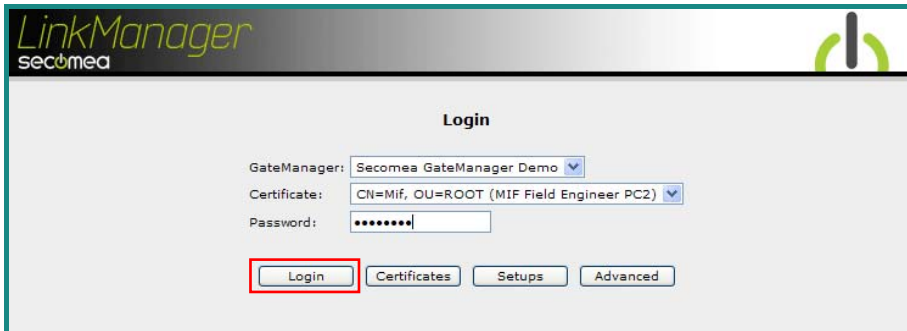 LinkManager
secomea
Login
GateManager: Secomea GateManager Demo
Certificate: CN=Mif, OU=ROOT (MIF Field Engineer PC2)
Password: ••••••••
Login Certificates Setups Advanced